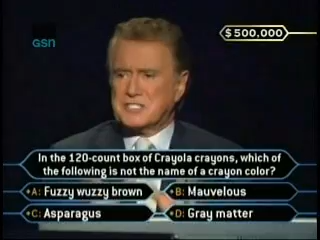 GSN
$500,000
In the 120-count box of Crayola crayons, which of
the following is not the name of a crayon color?
A: Fuzzy wuzzy brown
B: Mauvelous
C: Asparagus
D: Gray matter